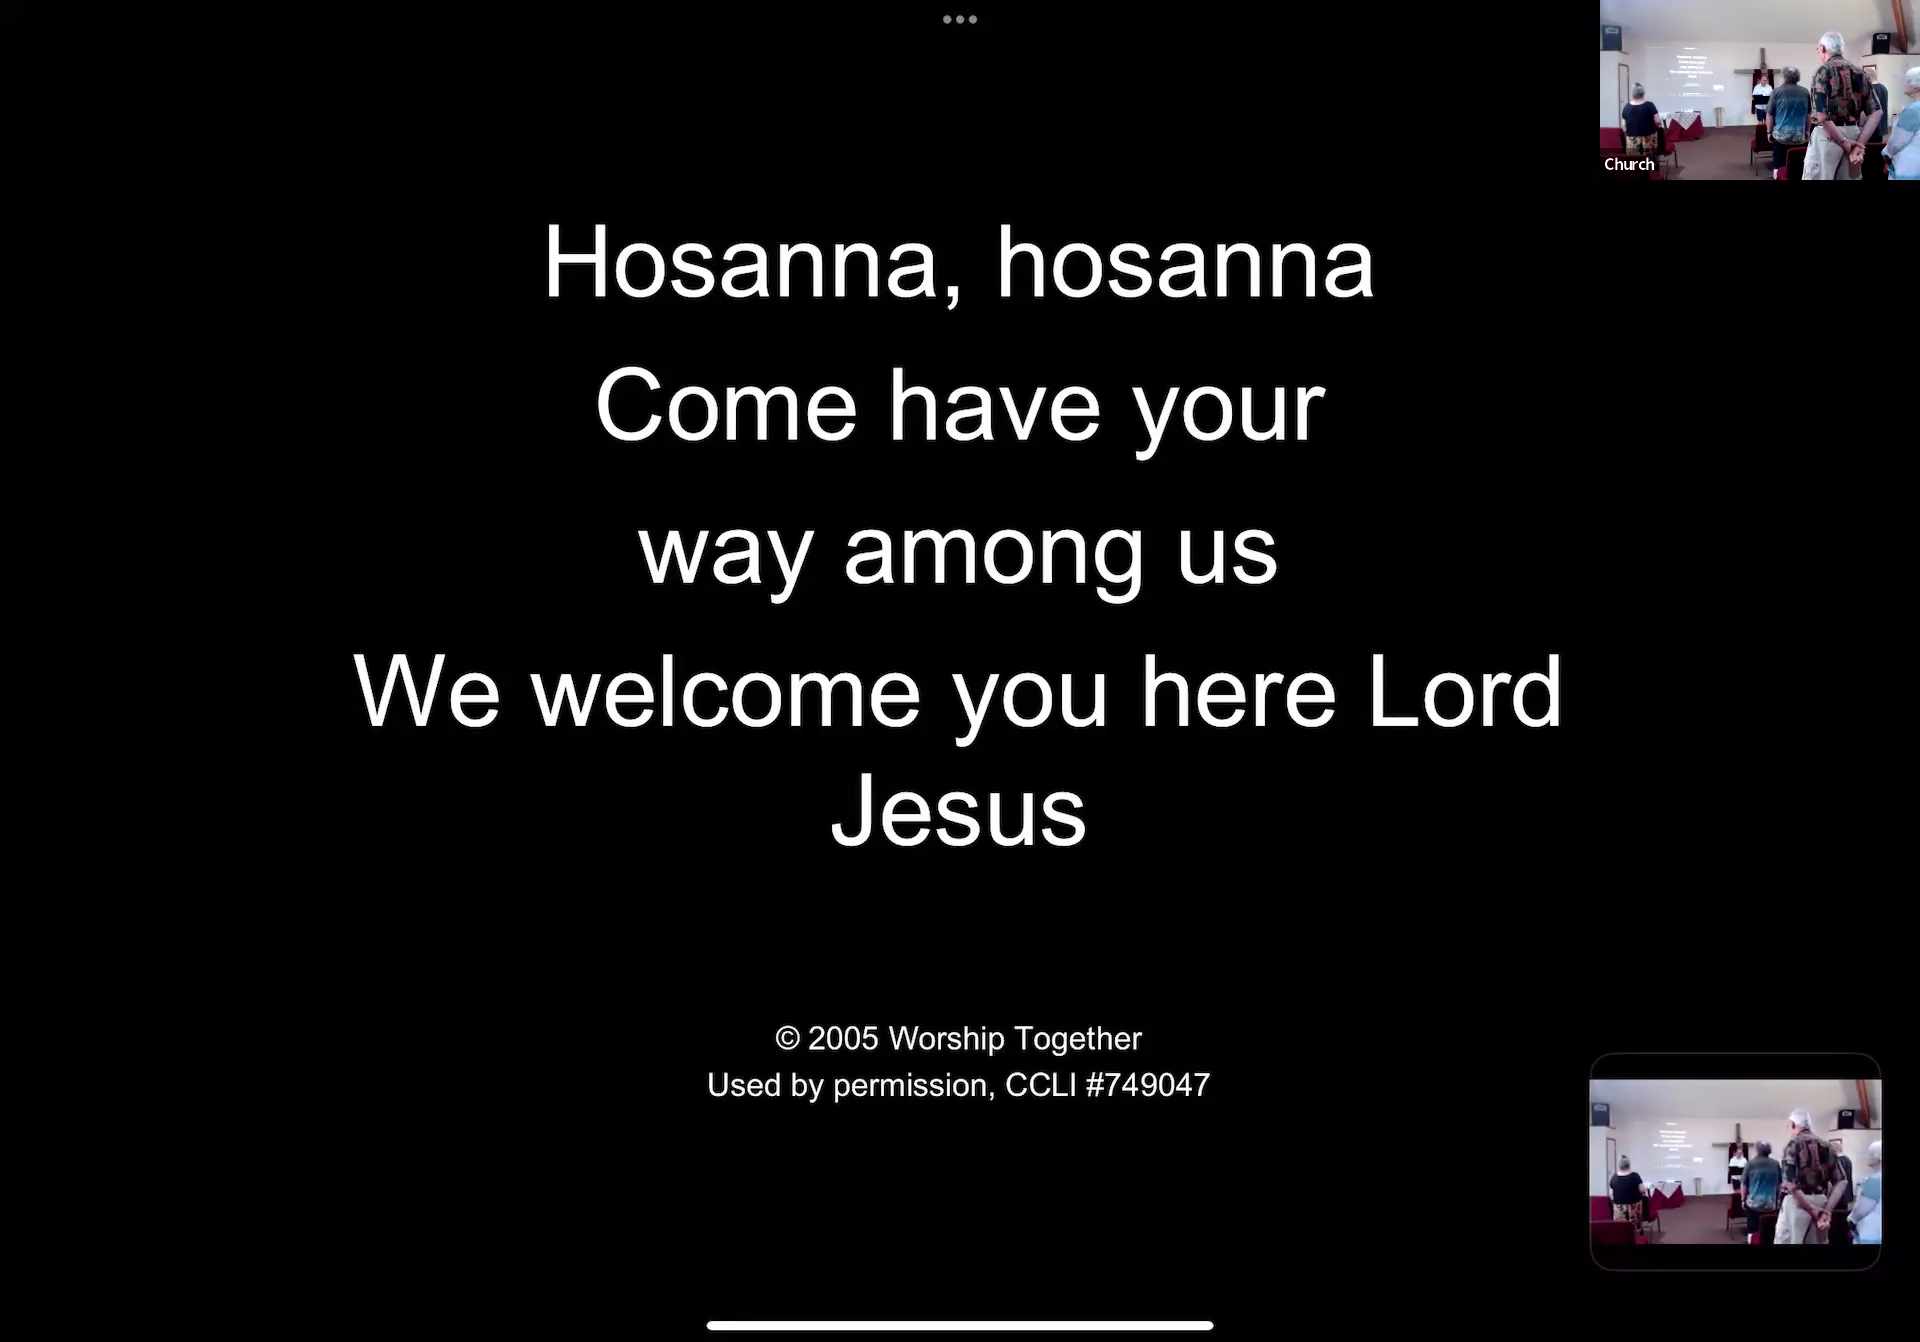 Hosanna, hosanna
Come have your
way among us
We welcome you here Lord
Jesus
© 2005 Worship Together
Used by permission, CCLI #749047
Church